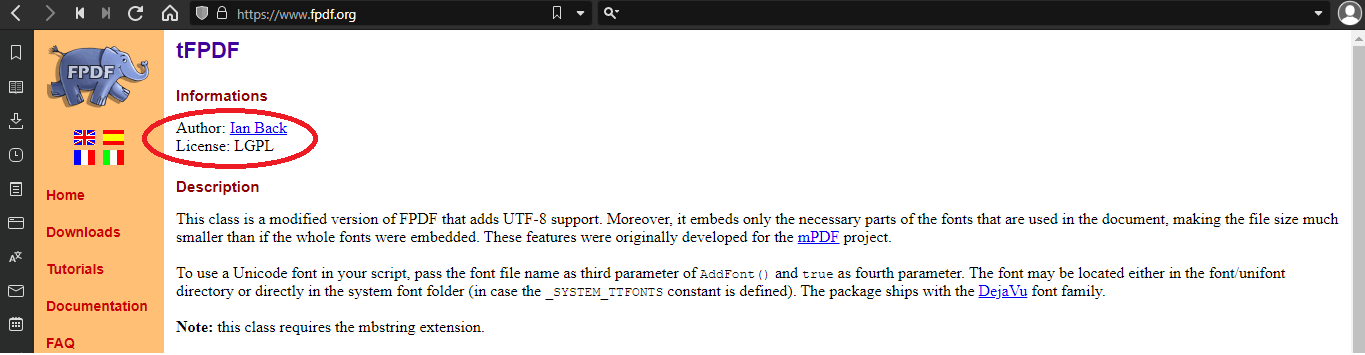 https://www.fpdf.org
FPDF
Home
Downloads
Tutorials
Documentation
FAQ
tFPDF
Informations
Author: Ian Back
License: LGPL
Description
This class is a modified version of FPDF that adds UTF-8 support. Moreover, it embeds only the necessary parts of the fonts that are used in the document, making the file size much
smaller than if the whole fonts were embedded. These features were originally developed for the mPDF project.
To use a Unicode font in your script, pass the font file name as third parameter of AddFont() and true as fourth parameter. The font may be located either in the font/unifont
directory or directly in the system font folder (in case the _SYSTEM_TTFONTS constant is defined). The package ships with the DejaVu font family.
Note: this class requires the mbstring extension.